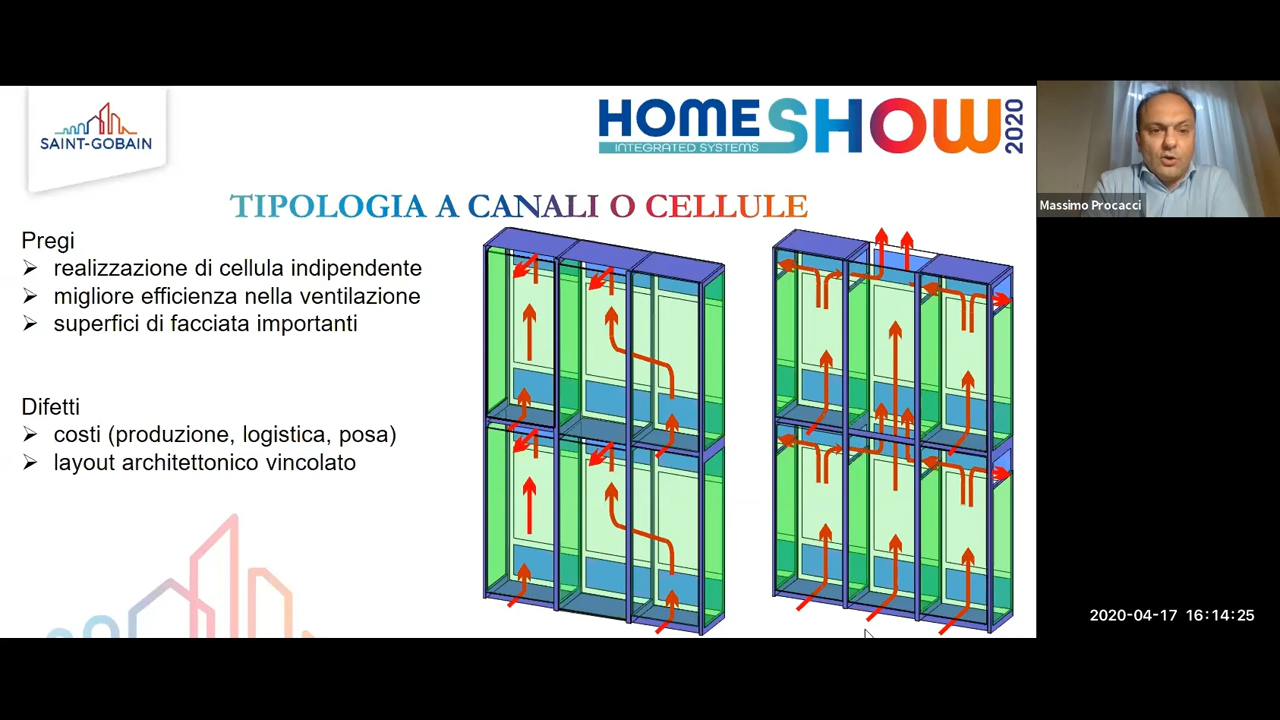 SAINT-GOBAIN
HOMESHOW 2020
INTEGRATED SYSTEMS
TIPOLOGIA A CANALI O CELLULE
Pregi
➢ realizzazione di cellula indipendente
➢ migliore efficienza nella ventilazione
➢ superfici di facciata importanti
Difetti
➢ costi (produzione, logistica, posa)
➢ layout architettonico vincolato
Massimo Procacci
2020-04-17 16:14:25